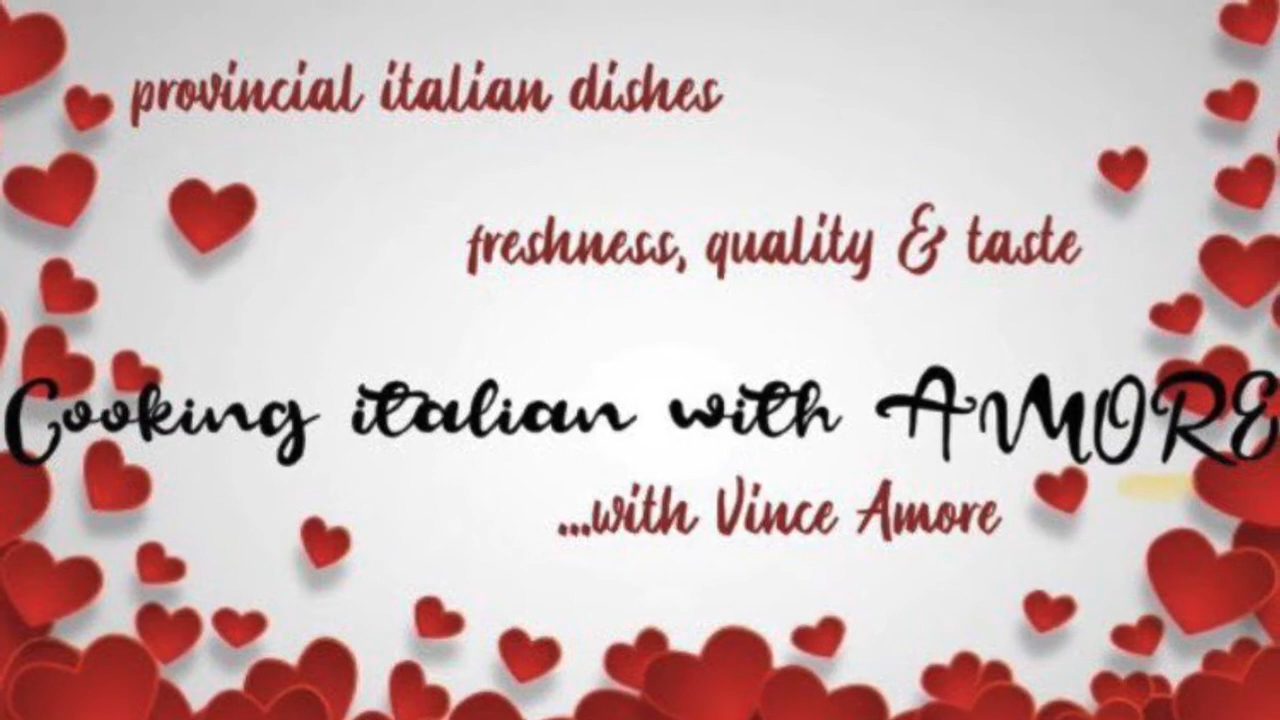 provincial italian dishes
freshness, quality & taste
Cooking italian with AMORE
...with Vince Amore